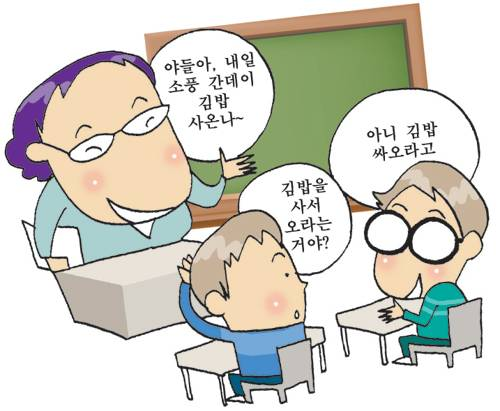 야들아, 내일
소풍 간데이
김밥
사온나~
김밥을
사서
오라는
거야?
아니 김밥
싸오라고